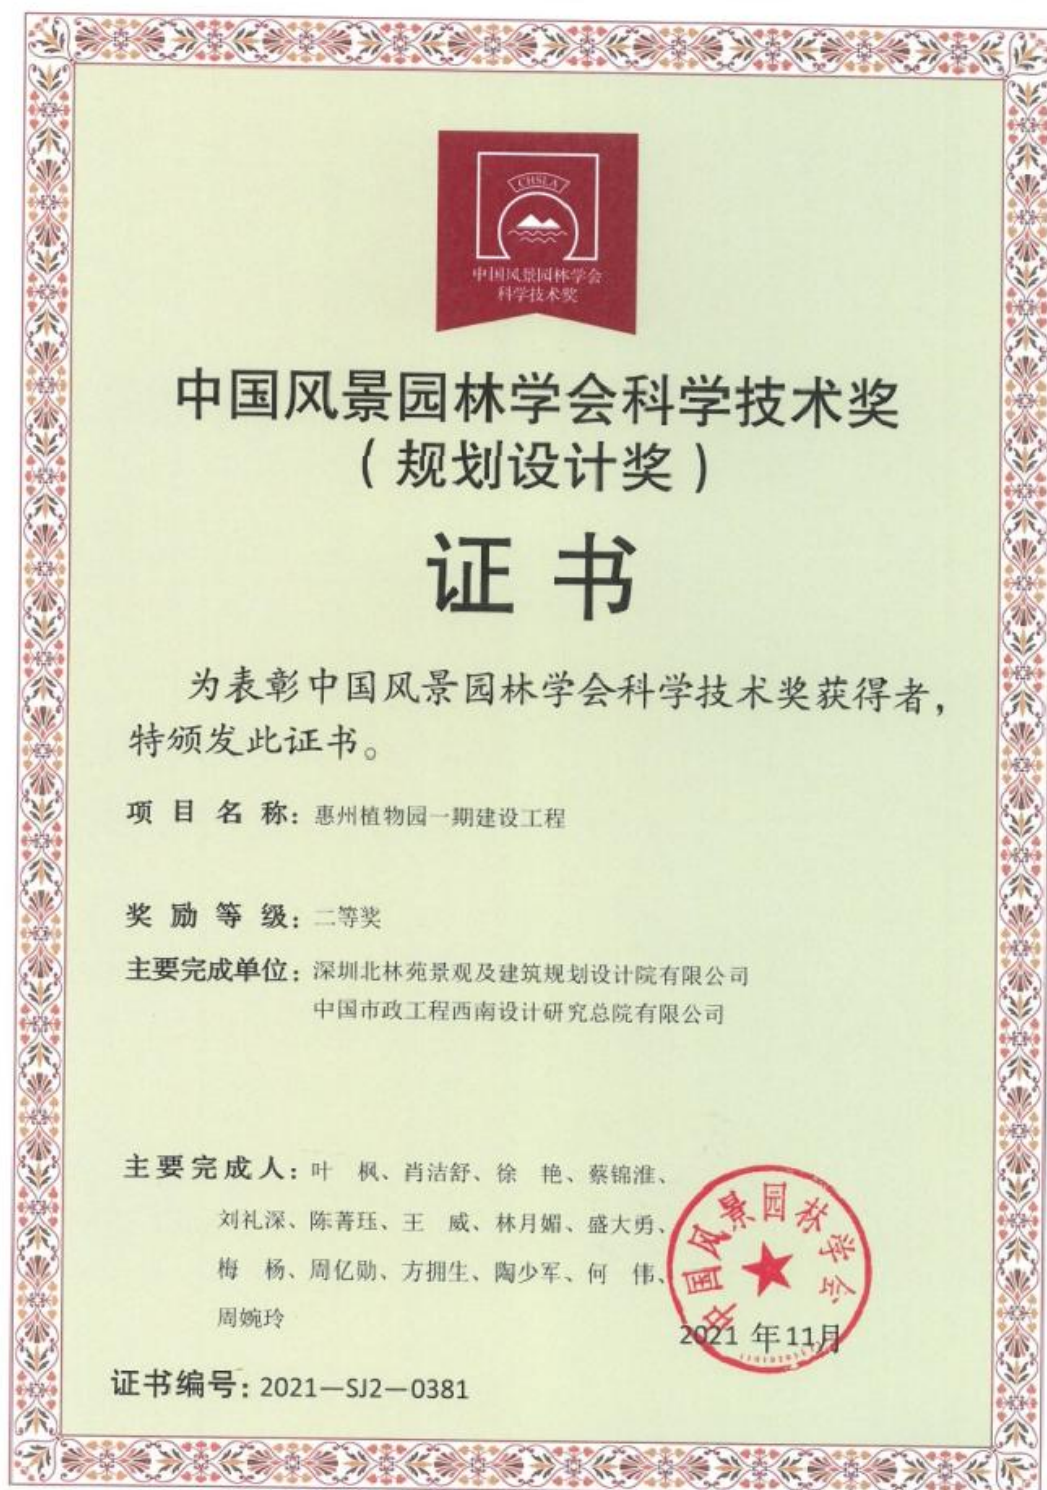 CHSLA
中国风景园林学会
科学技术奖
中国风景园林学会科学技术奖
（规划设计奖）
证书
为表彰中国风景园林学会科学技术奖获得者，
特颁发此证书。
项目名称：惠州植物园一期建设工程
奖励等级：二等奖
主要完成单位：深圳北林苑景观及建筑规划设计院有限公司
中国市政工程西南设计研究总院有限公司
主要完成人：叶　枫、肖洁舒、徐　艳、蔡锦淮、
刘礼深、陈菁珏、王　威、林月媚、盛大勇、
梅　杨、周亿勋、方拥生、陶少军、何　伟、
周婉玲
中国风景园林学会
2021 年11月
证书编号：2021—SJ2—0381